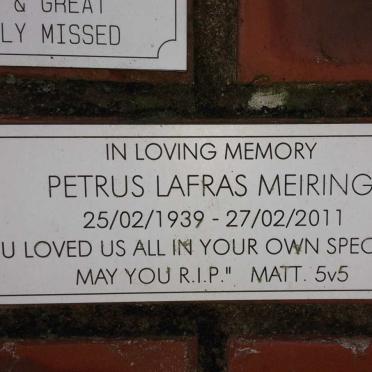 & GREAT
LY MISSED
IN LOVING MEMORY
PETRUS LAFRAS MEIRING
25/02/1939 - 27/02/2011
U LOVED US ALL IN YOUR OWN SPEC
MAY YOU R.I.P." MATT. 5v5